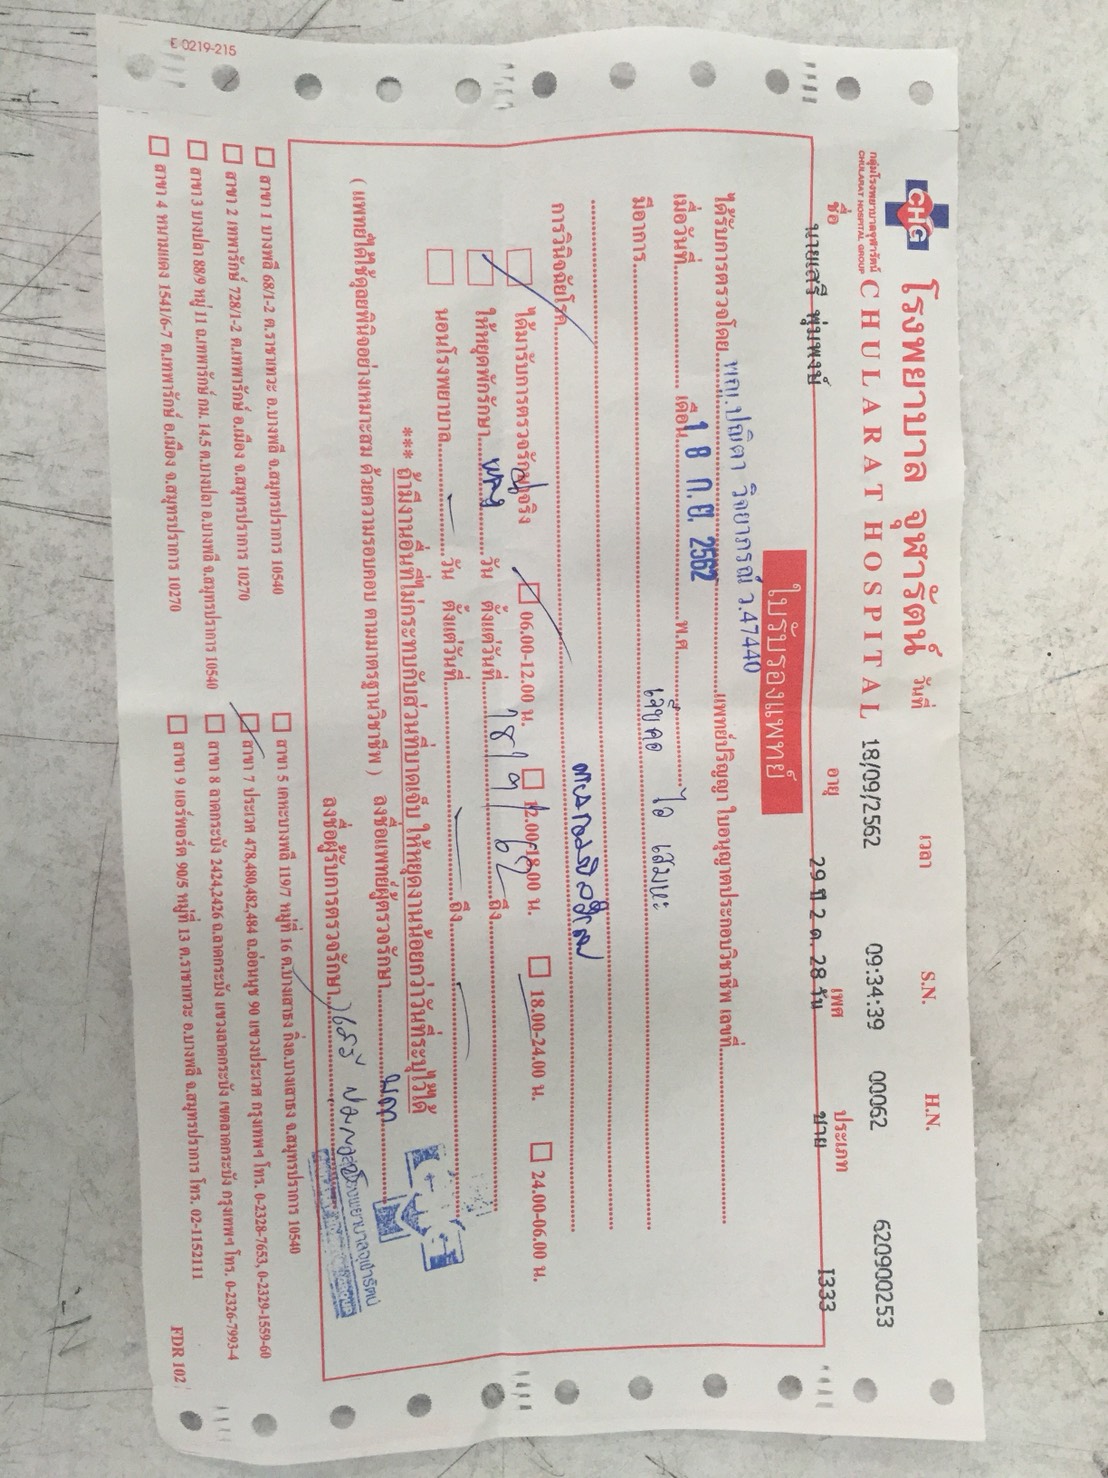 E 0219-215
CHG
กลุ่มโรงพยาบาลจุฬารัตน์
CHULARAT HOSPITAL GROUP
โรงพยาบาล จุฬารัตน์
CHULARAT HOSPITAL
วันที่ เวลา S.N. H.N.
18/09/2562 09:34:39 00062 620900253
ชื่อ อายุ เพศ ประเภท
นายเสรี พุ่มพงษ์ 29 ปี 2 ด. 28 วัน ชาย I333
ใบรับรองแพทย์
ได้รับการตรวจโดย พญ.ปญิตา วิจยาภรณ์ ว.47440 แพทย์ปริญญา ใบอนุญาตประกอบวิชาชีพ เลขที่
เมื่อวันที่ เดือน 18 ก.ย. 2562 พ.ศ.
มีอาการ เจ็บคอ ไอ เสมหะ
การวินิจฉัยโรค
ได้มารับการตรวจรักษาจริง 06.00-12.00 น. 12.00-18.00 น. 18.00-24.00 น. 24.00-06.00 น.
ให้หยุดพักรักษา วัน ตั้งแต่วันที่ 18/9/62 ถึง
นอนโรงพยาบาล - วัน ตั้งแต่วันที่ - ถึง -
*** ถ้ามีงานอื่นที่ไม่กระทบกับส่วนที่บาดเจ็บ ให้หยุดงานน้อยกว่าวันที่ระบุไว้ได้
( แพทย์ได้ใช้ดุลยพินิจอย่างเหมาะสม ด้วยความรอบคอบ ตามมาตรฐานวิชาชีพ ) ลงชื่อแพทย์ผู้ตรวจรักษา
ลงชื่อผู้รับการตรวจรักษา เสรี
สาขา 1 บางพลี 68/1-2 ต.ราชาเทวะ อ.บางพลี จ.สมุทรปราการ 10540
สาขา 2 เทพารักษ์ 728/1-2 ต.เทพารักษ์ อ.เมือง จ.สมุทรปราการ 10270
สาขา 3 บางปลา 88/9 หมู่ 11 ถ.เทพารักษ์ กม. 14.5 ต.บางปลา อ.บางพลี จ.สมุทรปราการ 10540
สาขา 4 หนามแดง 1541/6-7 ต.เทพารักษ์ อ.เมือง จ.สมุทรปราการ 10270
สาขา 5 เคหะบางพลี 119/7 หมู่ที่ 16 ต.บางเสาธง กิ่งอ.บางเสาธง จ.สมุทรปราการ 10540
สาขา 7 ประเวศ 478,480,482,484 ถ.อ่อนนุช 90 แขวงประเวศ กรุงเทพฯ โทร. 0-2328-7653, 0-2329-1559-60
สาขา 8 ลาดกระบัง 2424,2426 ถ.ลาดกระบัง แขวงลาดกระบัง เขตลาดกระบัง กรุงเทพฯ โทร. 0-2326-7993-4
สาขา 9 แอร์พอร์ต 90/5 หมู่ที่ 13 ต.ราชาเทวะ อ.บางพลี จ.สมุทรปราการ โทร. 02-1152111
FDR 102